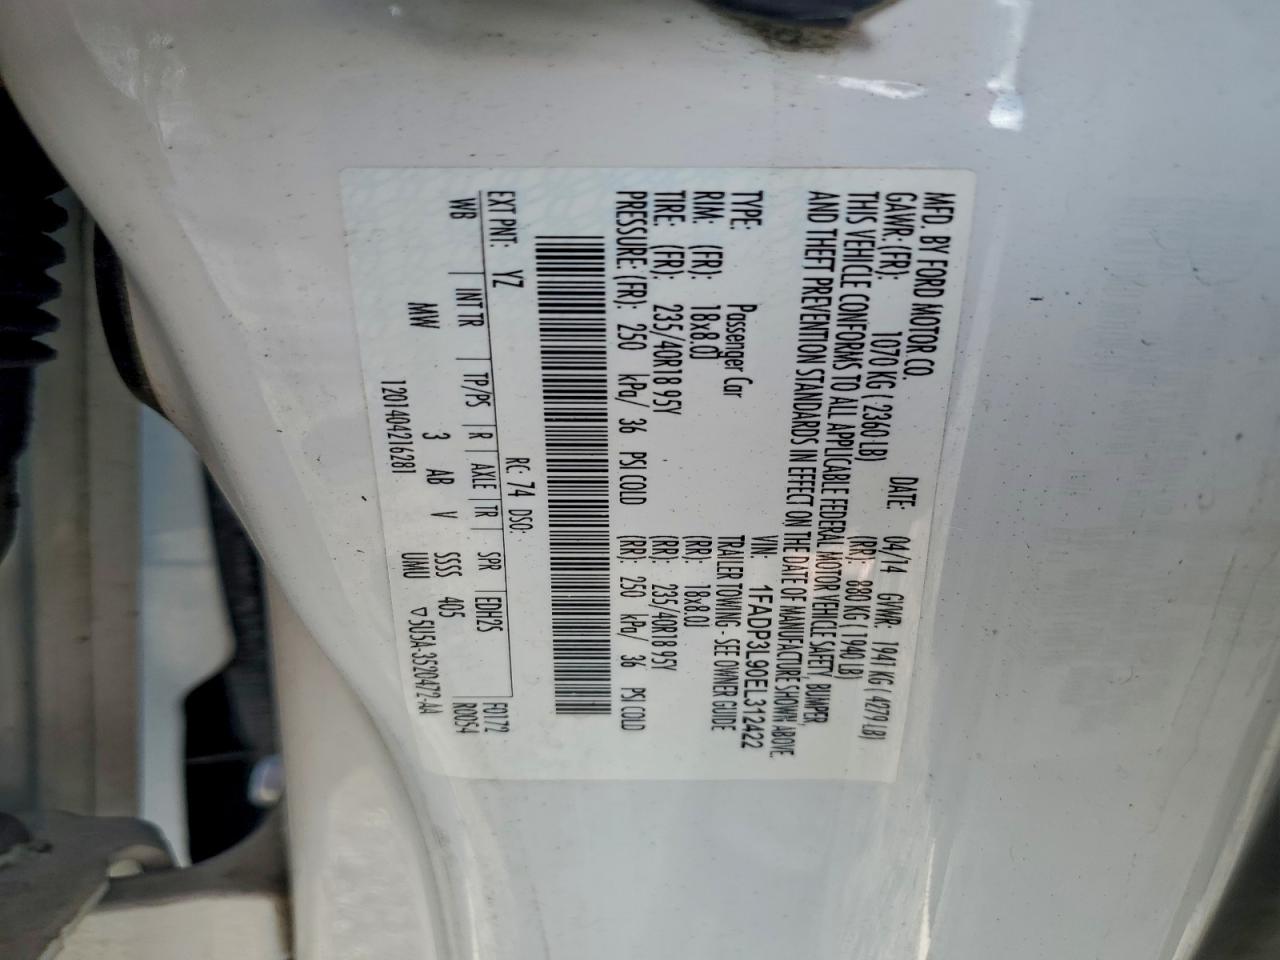 MFD. BY FORD MOTOR CO.
DATE: 04/14 GVWR: 1941 KG ( 4279 LB)
GAWR: (FR): 1070 KG ( 2360 LB) (RR): 880 KG ( 1940 LB)
THIS VEHICLE CONFORMS TO ALL APPLICABLE FEDERAL MOTOR VEHICLE SAFETY, BUMPER,
AND THEFT PREVENTION STANDARDS IN EFFECT ON THE DATE OF MANUFACTURE SHOWN ABOVE.
VIN: 1FADP3L90EL312422
TYPE: Passenger Car TRAILER TOWING - SEE OWNER GUIDE
RIM: (FR): 18x8.0J (RR): 18x8.0J
TIRE: (FR): 235/40R18 95Y (RR): 235/40R18 95Y
PRESSURE: (FR): 250 kPa/ 36 PSI COLD (RR): 250 kPa/ 36 PSI COLD
EXT PNT: YZ RC: 74 DSO: F0172
WB INT TR TP/PS R AXLE TR SPR EDH2S R6054
MW 3 AB V SSSS 405
1201404216281 UMU ▽5U5A-3520472-AA